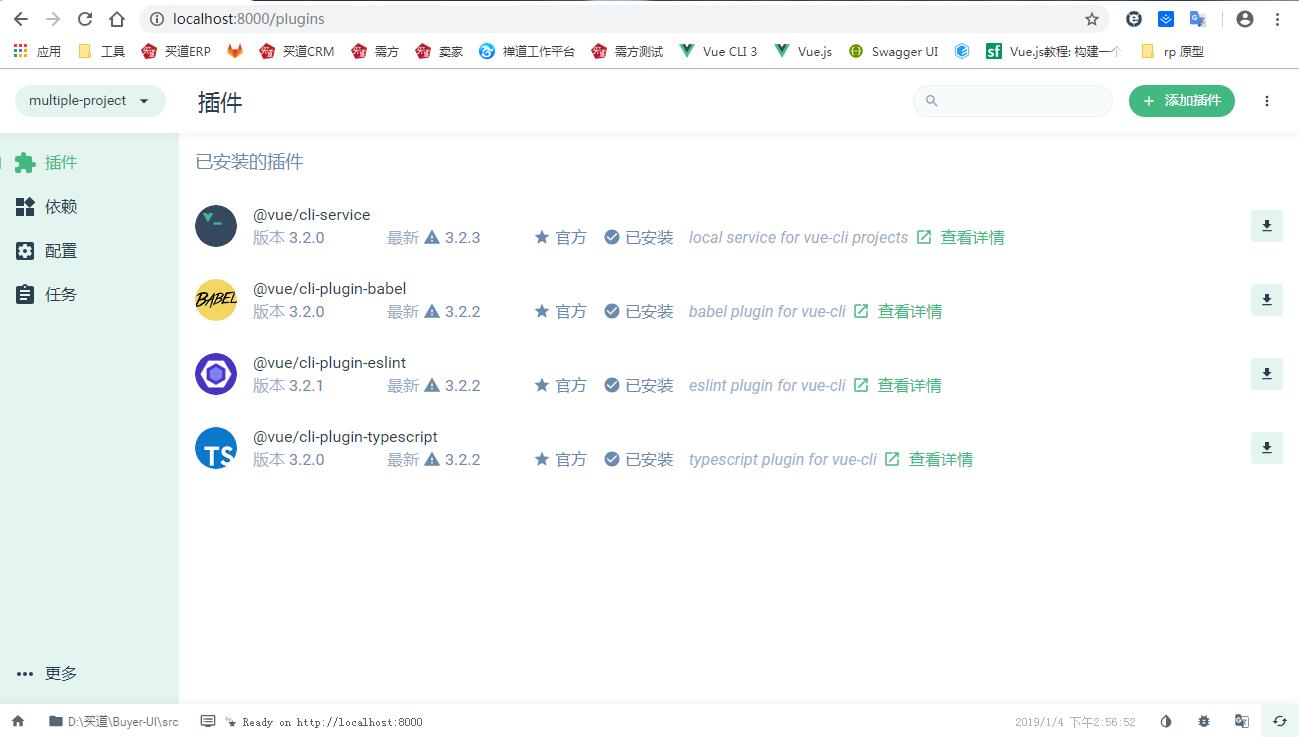 localhost:8000/plugins
应用 工具 买道ERP 买道CRM 需方 卖家 禅道工作平台 需方测试 Vue CLI 3 Vue.js Swagger UI sf Vue.js教程: 构建一个 rp 原型
multiple-project 插件 添加插件
插件
依赖
配置
任务
更多
已安装的插件
@vue/cli-service
版本 3.2.0 最新 3.2.3 官方 已安装 local service for vue-cli projects 查看详情
BABEL
@vue/cli-plugin-babel
版本 3.2.0 最新 3.2.2 官方 已安装 babel plugin for vue-cli 查看详情
@vue/cli-plugin-eslint
版本 3.2.1 最新 3.2.2 官方 已安装 eslint plugin for vue-cli 查看详情
TS
@vue/cli-plugin-typescript
版本 3.2.0 最新 3.2.2 官方 已安装 typescript plugin for vue-cli 查看详情
D:\买道\Buyer-UI\src Ready on http://localhost:8000 2019/1/4 下午2:56:52